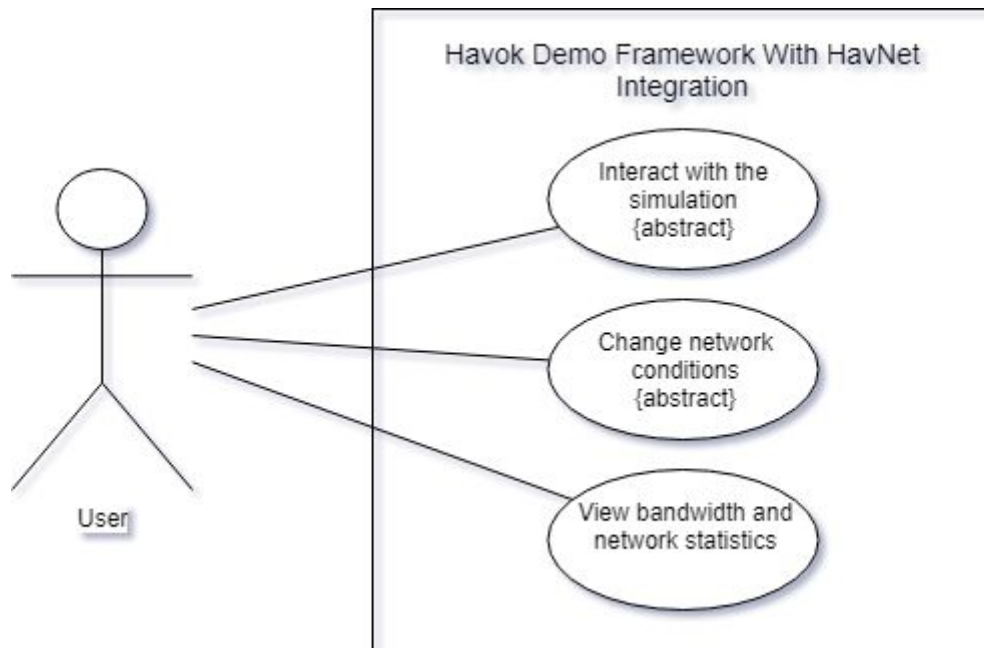 Havok Demo Framework With HavNet
Integration
Interact with the
simulation
{abstract}
Change network
conditions
{abstract}
View bandwidth and
network statistics
User